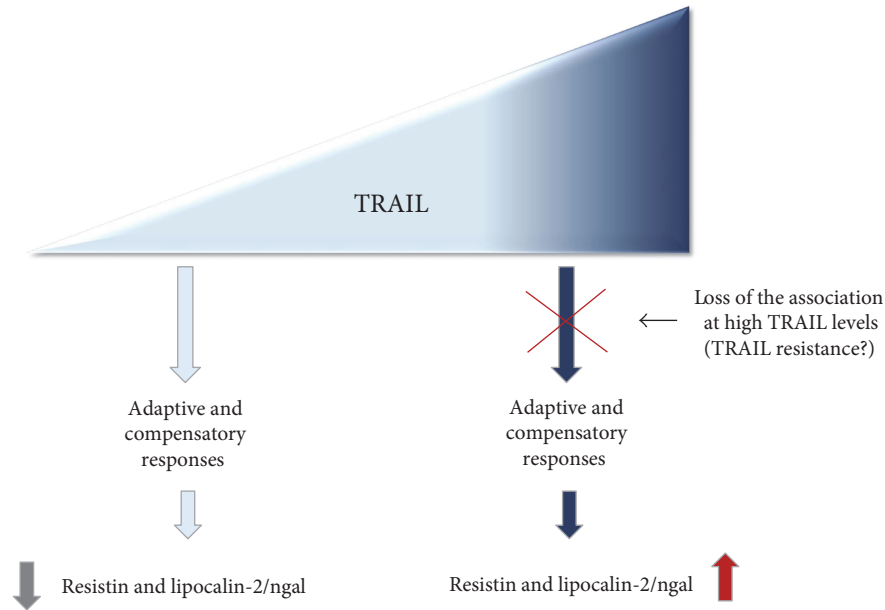 TRAIL
Loss of the association
at high TRAIL levels
(TRAIL resistance?)
Adaptive and
compensatory
responses
Adaptive and
compensatory
responses
Resistin and lipocalin-2/ngal
Resistin and lipocalin-2/ngal